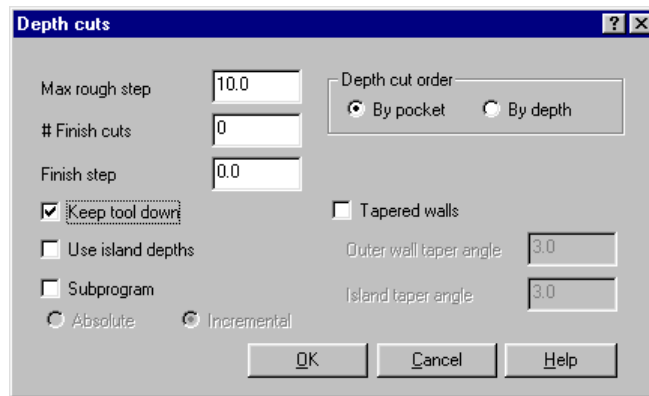 Depth cuts
Max rough step 10.0
# Finish cuts 0
Finish step 0.0
Depth cut order
By pocket By depth
Keep tool down
Use island depths
Subprogram
Absolute Incremental
Tapered walls
Outer wall taper angle 3.0
Island taper angle 3.0
OK Cancel Help